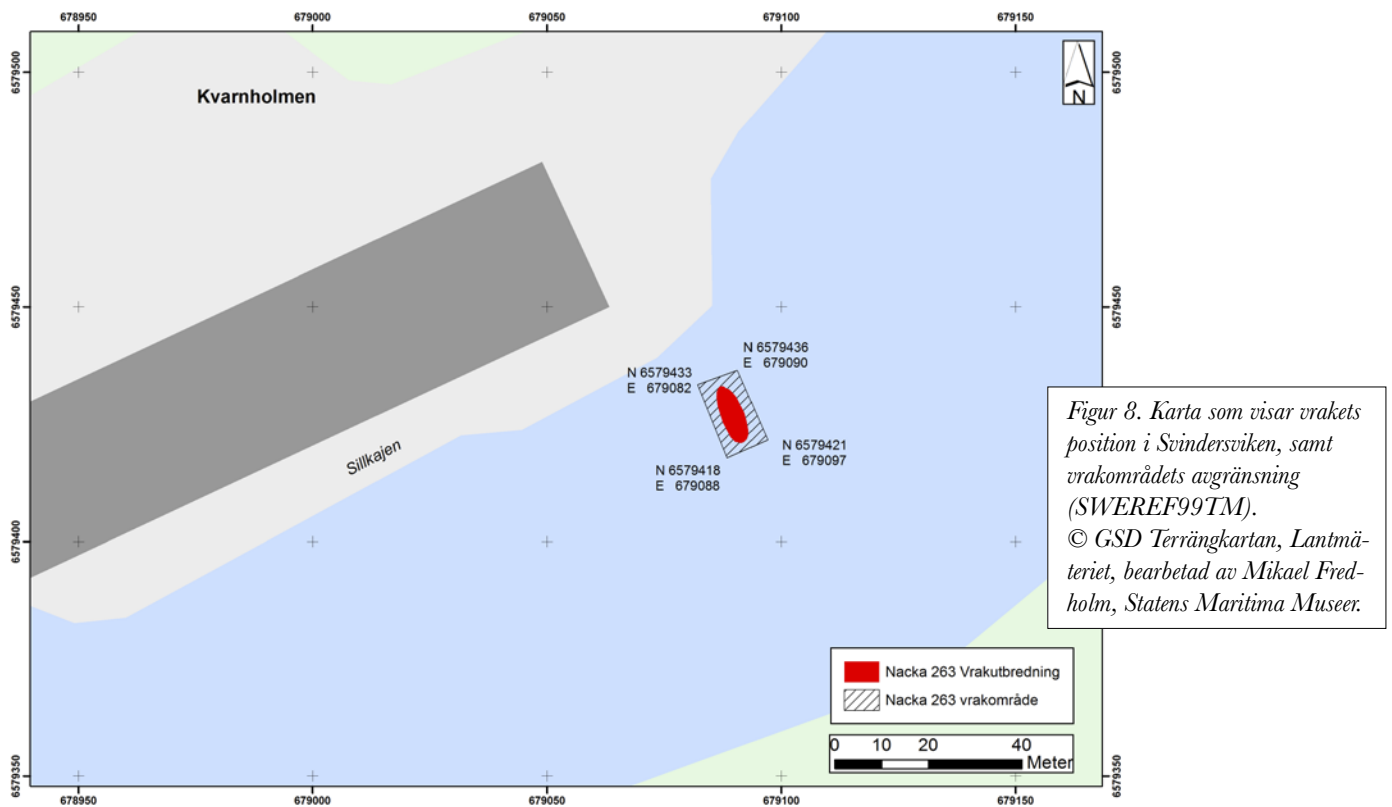 678950
679000
679050
679100
679150
6579500
6579500
Kvarnholmen
N
6579450
6579450
N 6579436
E 679090
N 6579433
E 679082
N 6579421
E 679097
N 6579418
E 679088
Sillkajen
Figur 8. Karta som visar vrakets
position i Svindersviken, samt
vrakområdets avgränsning
(SWEREF99TM).
© GSD Terrängkartan, Lantmä-
teriet, bearbetad av Mikael Fred-
holm, Statens Maritima Museer.
6579400
6579400
Nacka 263 Vrakutbredning
Nacka 263 vrakområde
0 10 20 40
Meter
6579350
6579350
678950
679000
679050
679100
679150